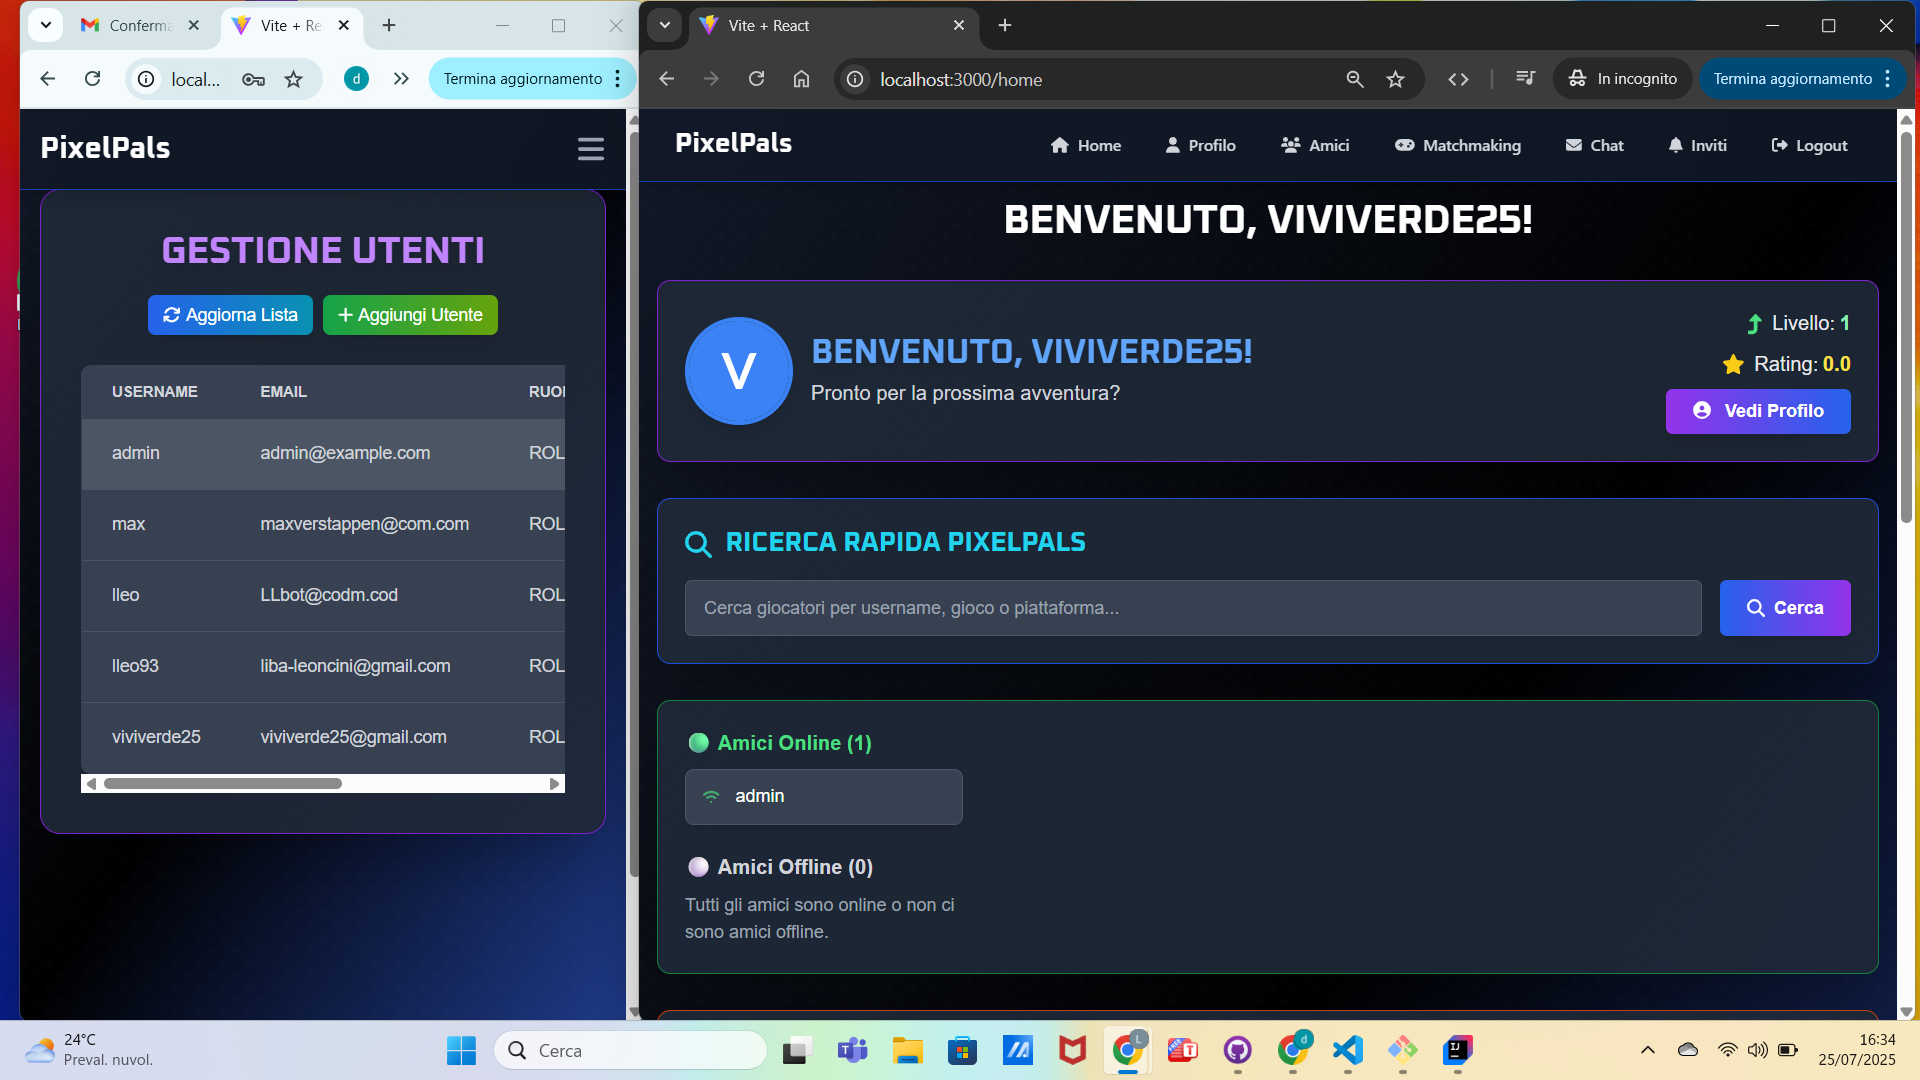 Conferma
Vite + Re
local...
d
Termina aggiornamento
PixelPals
GESTIONE UTENTI
Aggiorna Lista
Aggiungi Utente
USERNAME EMAIL RUOI
admin admin@example.com ROL
max maxverstappen@com.com ROL
lleo LLbot@codm.cod ROL
lleo93 liba-leoncini@gmail.com ROL
viviverde25 viviverde25@gmail.com ROL
Vite + React
localhost:3000/home
In incognito
Termina aggiornamento
PixelPals
Home Profilo Amici Matchmaking Chat Inviti Logout
BENVENUTO, VIVIVERDE25!
V
BENVENUTO, VIVIVERDE25!
Pronto per la prossima avventura?
Livello: 1
Rating: 0.0
Vedi Profilo
RICERCA RAPIDA PIXELPALS
Cerca giocatori per username, gioco o piattaforma...
Cerca
Amici Online (1)
admin
Amici Offline (0)
Tutti gli amici sono online o non ci
sono amici offline.
24°C
Preval. nuvol.
Cerca
16:34
25/07/2025